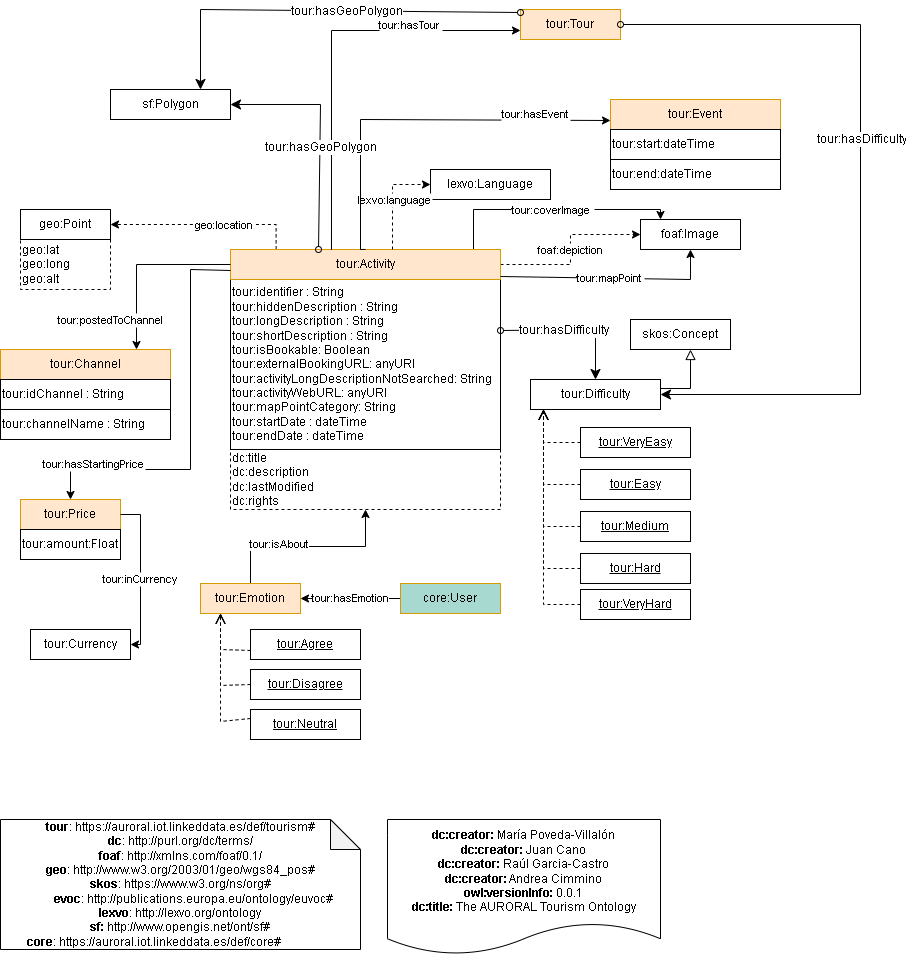 tour:hasGeoPolygon
tour:hasTour
tour:Tour
sf:Polygon
tour:hasEvent
tour:Event
tour:start:dateTime
tour:end:dateTime
tour:hasDifficulty
tour:hasGeoPolygon
lexvo:Language
lexvo:language
geo:Point
geo:lat
geo:long
geo:alt
geo:location
tour:coverImage
foaf:Image
foaf:depiction
tour:mapPoint
tour:Activity
tour:identifier : String
tour:hiddenDescription : String
tour:longDescription : String
tour:shortDescription : String
tour:isBookable: Boolean
tour:externalBookingURL: anyURI
tour:activityLongDescriptionNotSearched: String
tour:activityWebURL: anyURI
tour:mapPointCategory: String
tour:startDate : dateTime
tour:endDate : dateTime
dc:title
dc:description
dc:lastModified
dc:rights
tour:postedToChannel
tour:Channel
tour:idChannel : String
tour:channelName : String
tour:hasDifficulty
skos:Concept
tour:Difficulty
tour:VeryEasy
tour:Easy
tour:Medium
tour:Hard
tour:VeryHard
tour:hasStartingPrice
tour:Price
tour:amount:Float
tour:inCurrency
tour:Currency
tour:isAbout
tour:Emotion
tour:hasEmotion
core:User
tour:Agree
tour:Disagree
tour:Neutral
tour: https://auroral.iot.linkeddata.es/def/tourism#
dc: http://purl.org/dc/terms/
foaf: http://xmlns.com/foaf/0.1/
geo: http://www.w3.org/2003/01/geo/wgs84_pos#
skos: https://www.w3.org/ns/org#
evoc: http://publications.europa.eu/ontology/euvoc#
lexvo: http://lexvo.org/ontology
sf: http://www.opengis.net/ont/sf#
core: https://auroral.iot.linkeddata.es/def/core#
dc:creator: María Poveda-Villalón
dc:creator: Juan Cano
dc:creator: Raúl García-Castro
dc:creator: Andrea Cimmino
owl:versionInfo: 0.0.1
dc:title: The AURORAL Tourism Ontology